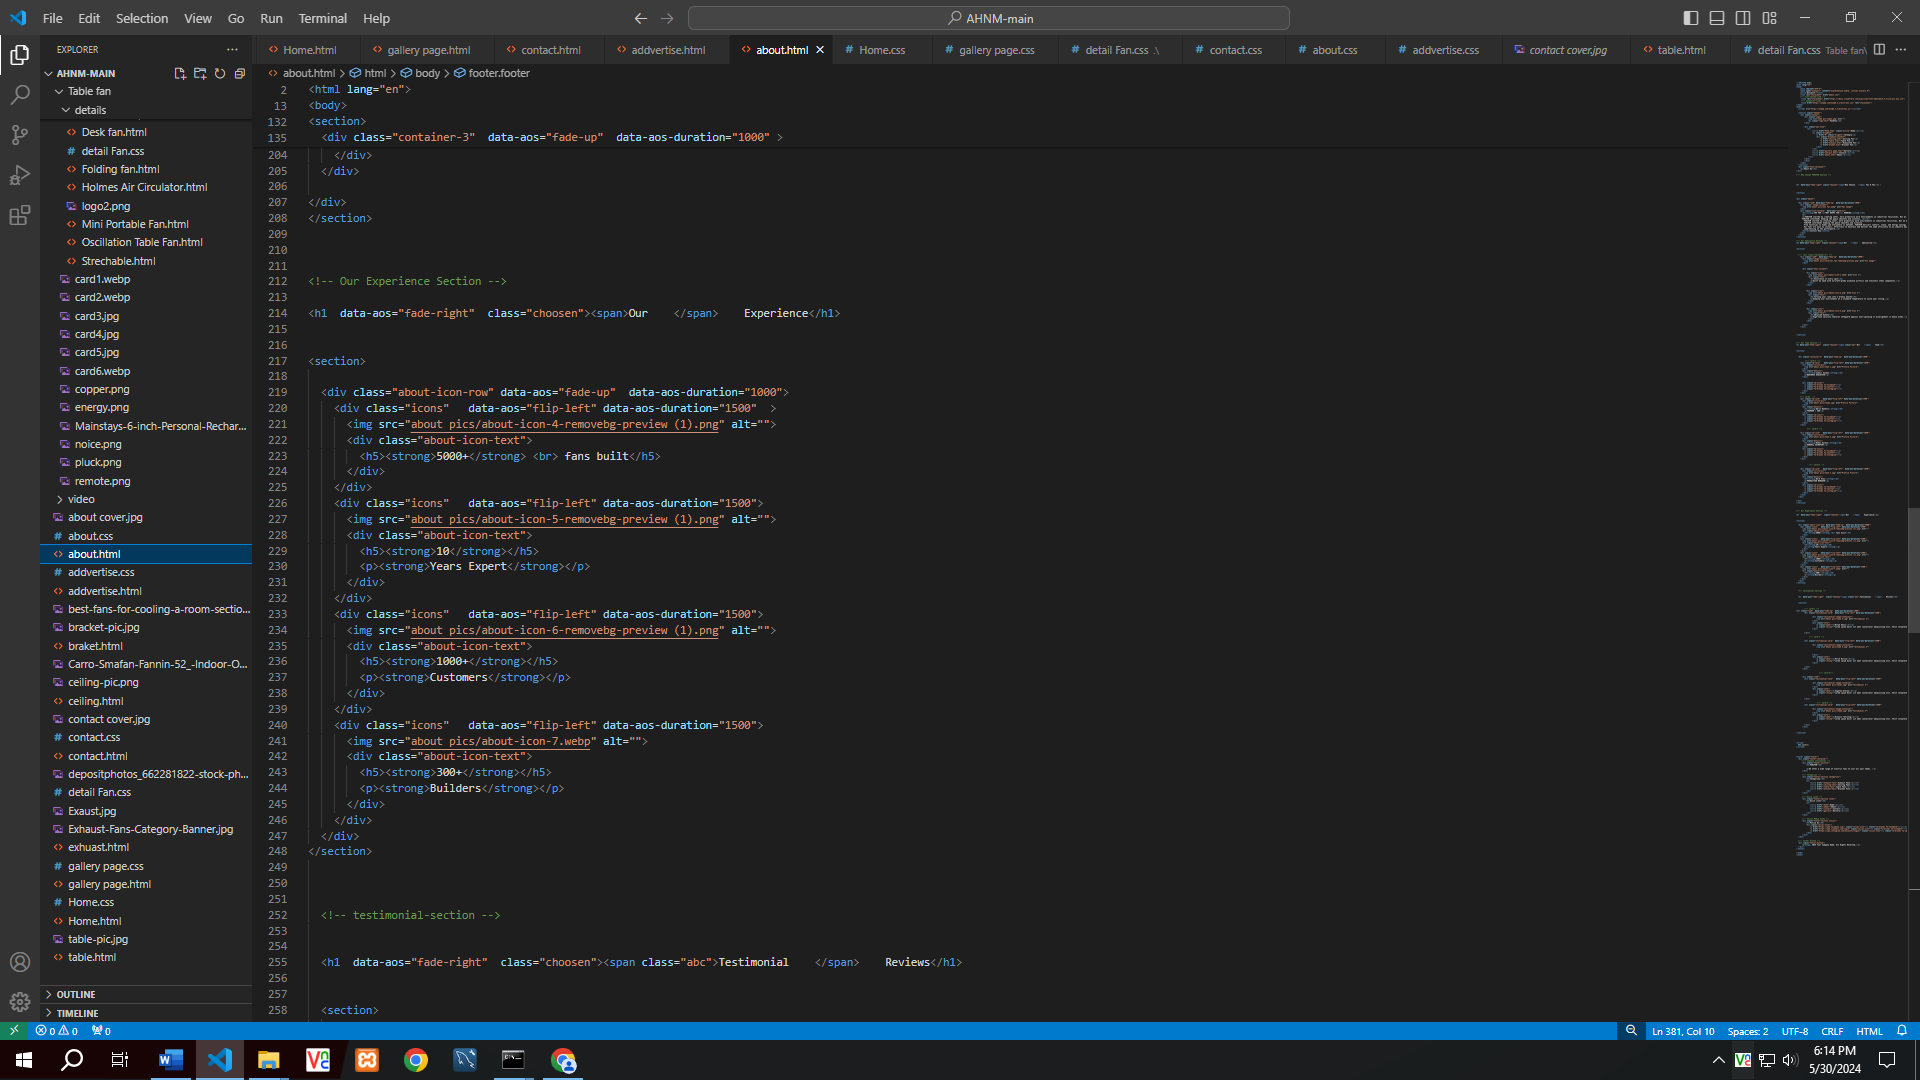 File Edit Selection View Go Run Terminal Help
AHNM-main
EXPLORER
Home.html gallery page.html contact.html addvertise.html about.html Home.css gallery page.css detail Fan.css .\ contact.css about.css addvertise.css contact cover.jpg table.html detail Fan.css Table fan\
AHNM-MAIN
about.html > html > body > footer.footer
Table fan
details
Desk fan.html
detail Fan.css
Folding fan.html
Holmes Air Circulator.html
logo2.png
Mini Portable Fan.html
Oscillation Table Fan.html
Strechable.html
card1.webp
card2.webp
card3.jpg
card4.jpg
card5.jpg
card6.webp
copper.png
energy.png
Mainstays-6-inch-Personal-Rechar...
noice.png
pluck.png
remote.png
video
about cover.jpg
about.css
about.html
addvertise.css
addvertise.html
best-fans-for-cooling-a-room-sectio...
bracket-pic.jpg
braket.html
Carro-Smafan-Fannin-52_-Indoor-O...
ceiling-pic.png
ceiling.html
contact cover.jpg
contact.css
contact.html
depositphotos_662281822-stock-ph...
detail Fan.css
Exaust.jpg
Exhaust-Fans-Category-Banner.jpg
exhuast.html
gallery page.css
gallery page.html
Home.css
Home.html
table-pic.jpg
table.html
OUTLINE
TIMELINE
2 <html lang="en">
13 <body>
132 <section>
135 <div class="container-3" data-aos="fade-up" data-aos-duration="1000" >
204 </div>
205 </div>
206
207 </div>
208 </section>
209
210
211
212 <!-- Our Experience Section -->
213
214 <h1 data-aos="fade-right" class="choosen"><span>Our </span> Experience</h1>
215
216
217 <section>
218
219 <div class="about-icon-row" data-aos="fade-up" data-aos-duration="1000">
220 <div class="icons" data-aos="flip-left" data-aos-duration="1500" >
221 <img src="about pics/about-icon-4-removebg-preview (1).png" alt="">
222 <div class="about-icon-text">
223 <h5><strong>5000+</strong> <br> fans built</h5>
224 </div>
225 </div>
226 <div class="icons" data-aos="flip-left" data-aos-duration="1500">
227 <img src="about pics/about-icon-5-removebg-preview (1).png" alt="">
228 <div class="about-icon-text">
229 <h5><strong>10</strong></h5>
230 <p><strong>Years Expert</strong></p>
231 </div>
232 </div>
233 <div class="icons" data-aos="flip-left" data-aos-duration="1500">
234 <img src="about pics/about-icon-6-removebg-preview (1).png" alt="">
235 <div class="about-icon-text">
236 <h5><strong>1000+</strong></h5>
237 <p><strong>Customers</strong></p>
238 </div>
239 </div>
240 <div class="icons" data-aos="flip-left" data-aos-duration="1500">
241 <img src="about pics/about-icon-7.webp" alt="">
242 <div class="about-icon-text">
243 <h5><strong>300+</strong></h5>
244 <p><strong>Builders</strong></p>
245 </div>
246 </div>
247 </div>
248 </section>
249
250
251
252 <!-- testimonial-section -->
253
254
255 <h1 data-aos="fade-right" class="choosen"><span class="abc">Testimonial </span> Reviews</h1>
256
257
258 <section>
0 0 0
Ln 381, Col 10 Spaces: 2 UTF-8 CRLF HTML
6:14 PM
5/30/2024